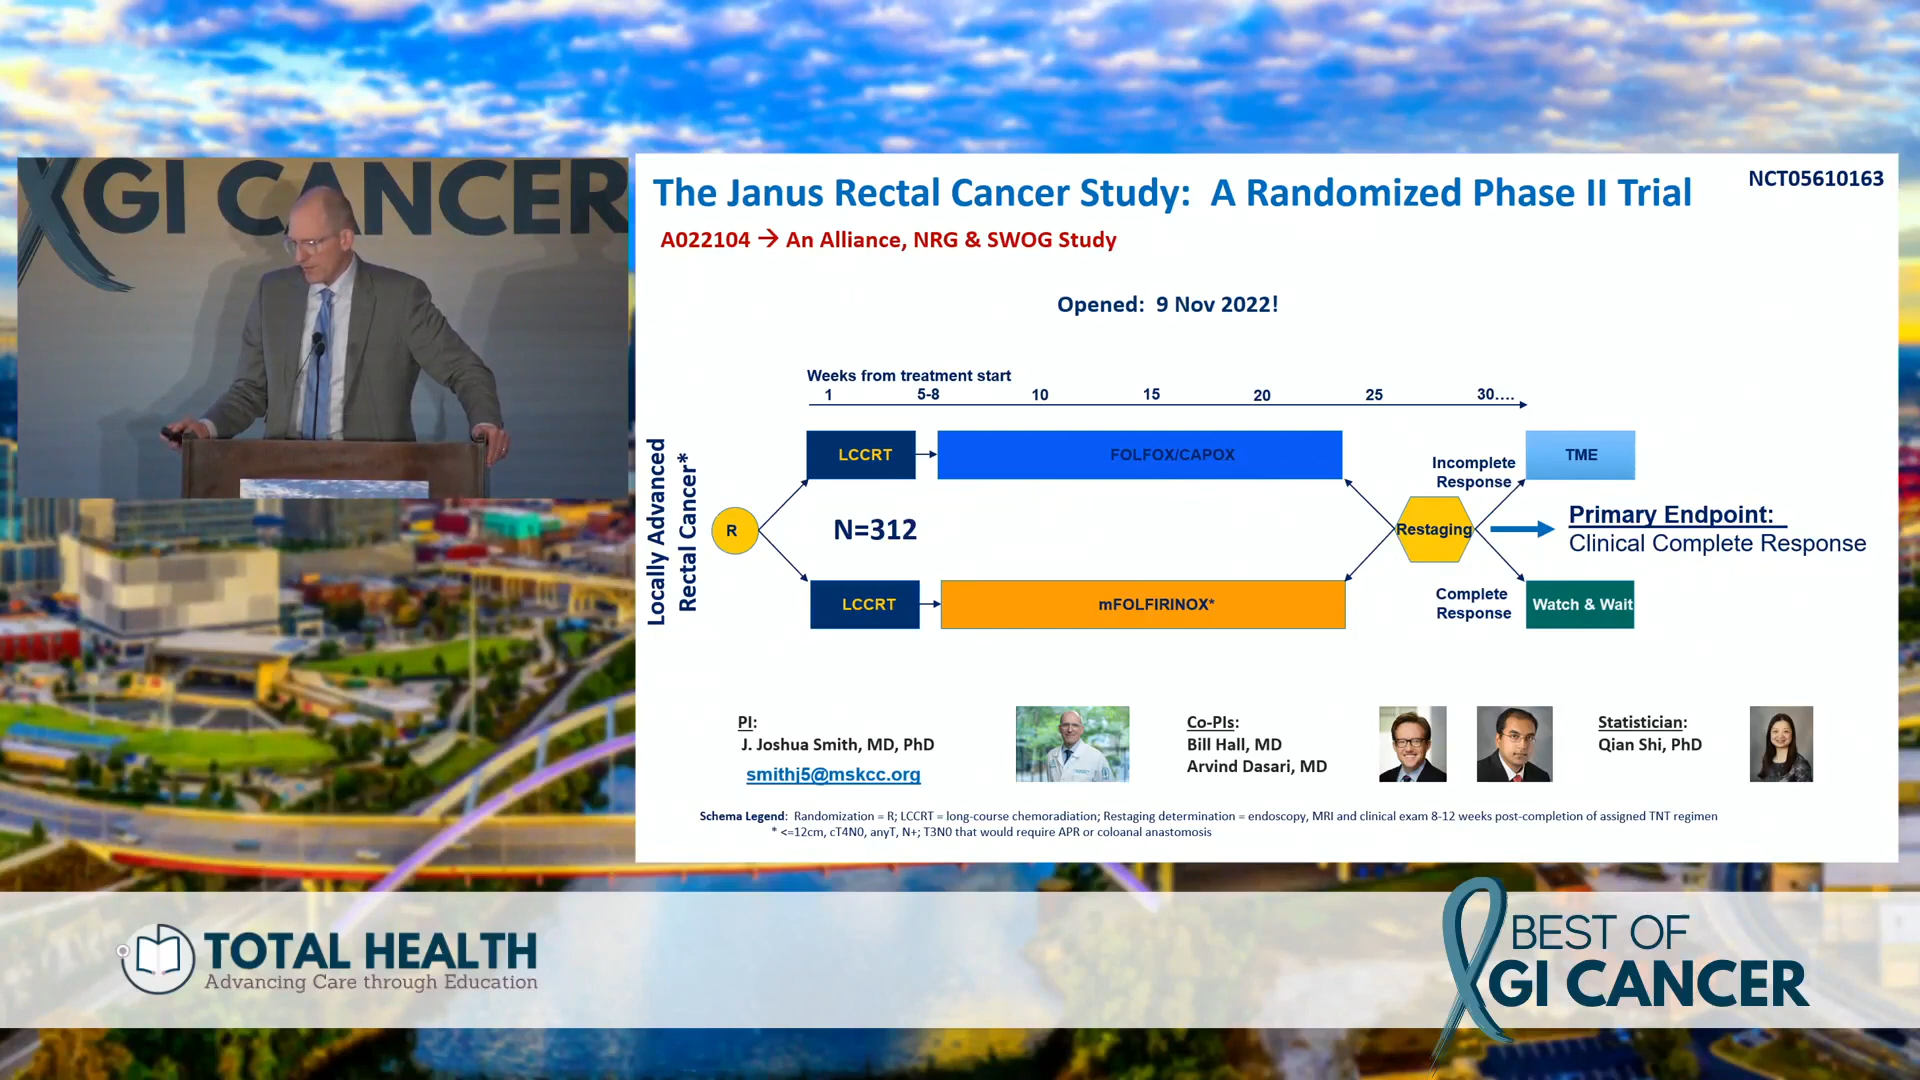 GI CANCER
The Janus Rectal Cancer Study: A Randomized Phase II Trial
NCT05610163
A022104 → An Alliance, NRG & SWOG Study
Opened: 9 Nov 2022!
Weeks from treatment start
1 5-8 10 15 20 25 30....
Locally Advanced
Rectal Cancer*
R
LCCRT
FOLFOX/CAPOX
N=312
LCCRT
mFOLFIRINOX*
Restaging
Incomplete
Response
TME
Primary Endpoint:
Clinical Complete Response
Complete
Response
Watch & Wait
PI:
J. Joshua Smith, MD, PhD
smithj5@mskcc.org
Co-PIs:
Bill Hall, MD
Arvind Dasari, MD
Statistician:
Qian Shi, PhD
Schema Legend: Randomization = R; LCCRT = long-course chemoradiation; Restaging determination = endoscopy, MRI and clinical exam 8-12 weeks post-completion of assigned TNT regimen
* <=12cm, cT4N0, anyT, N+; T3N0 that would require APR or coloanal anastomosis
TOTAL HEALTH
Advancing Care through Education
BEST OF
GI CANCER